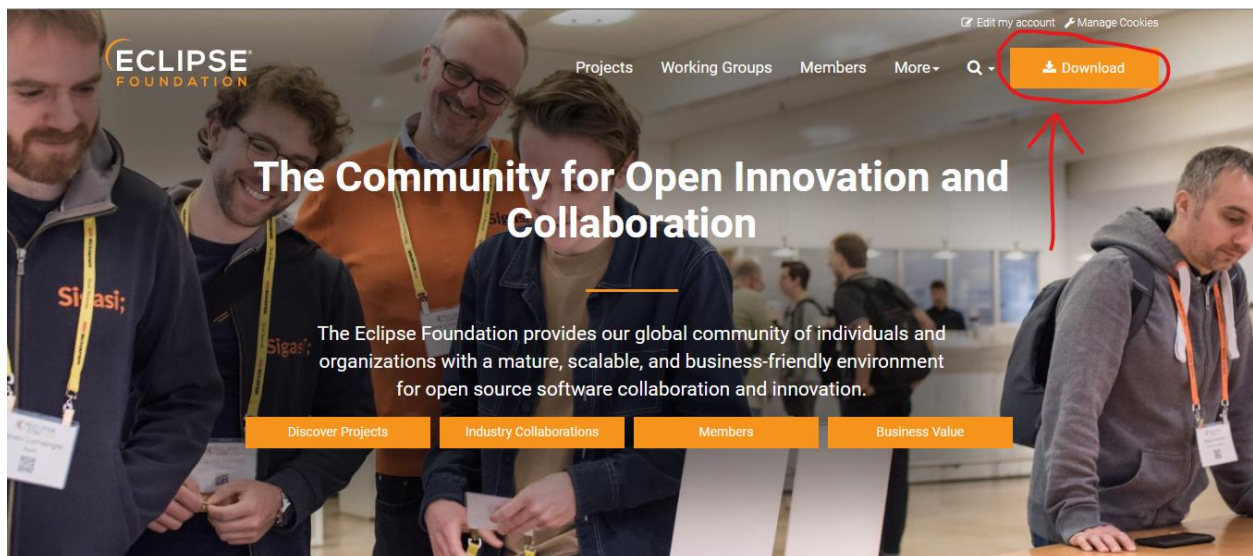 Edit my account Manage Cookies
ECLIPSE
FOUNDATION
Projects Working Groups Members More Download
The Community for Open Innovation and
Collaboration
Sigasi;
Sigasi;
The Eclipse Foundation provides our global community of individuals and
organizations with a mature, scalable, and business-friendly environment
for open source software collaboration and innovation.
Discover Projects Industry Collaborations Members Business Value
ECLIPSE